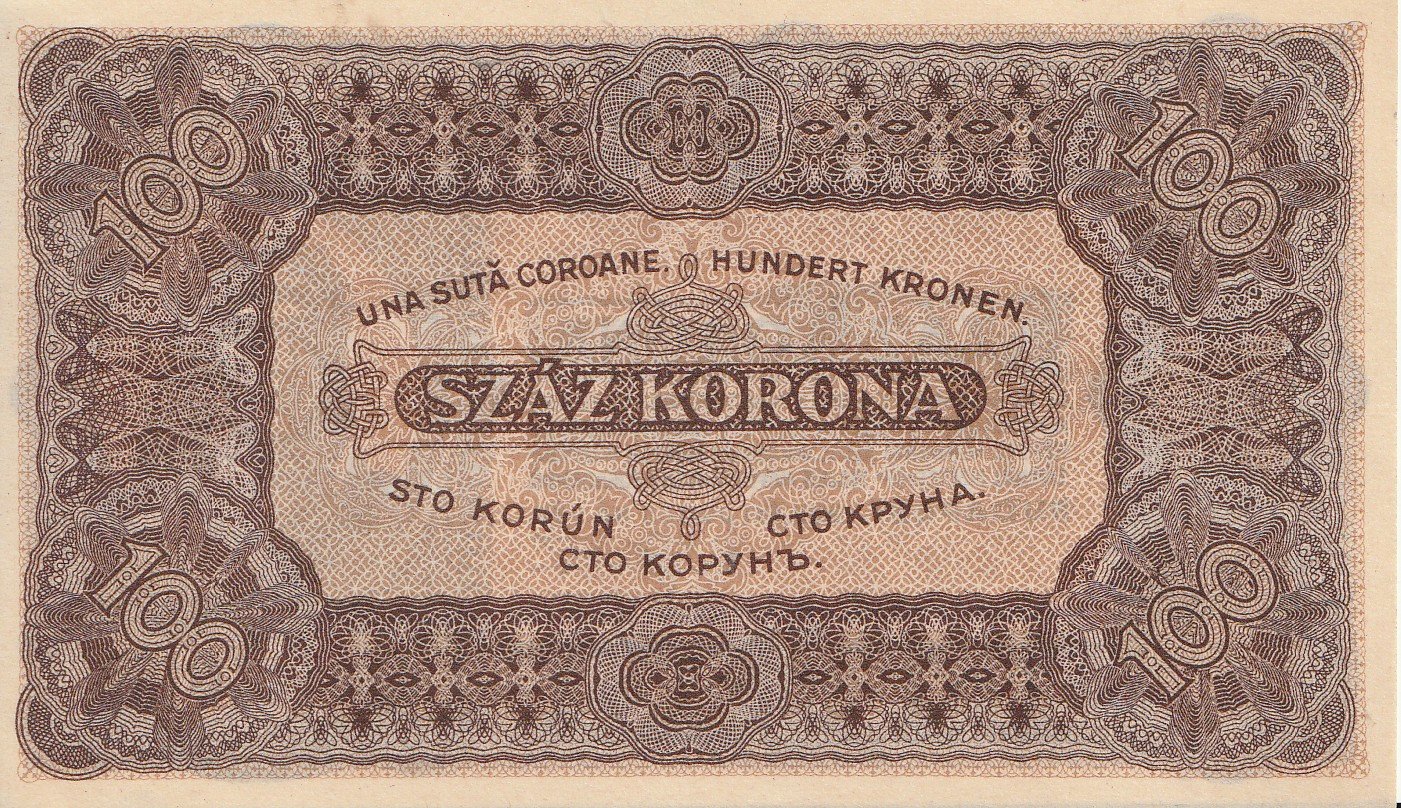 100
100
UNA SUTĂ COROANE. HUNDERT KRONEN.
SZÁZ KORONA
STO KORÚN
СТО КРУНА.
СТО КОРУНЪ.
100
100